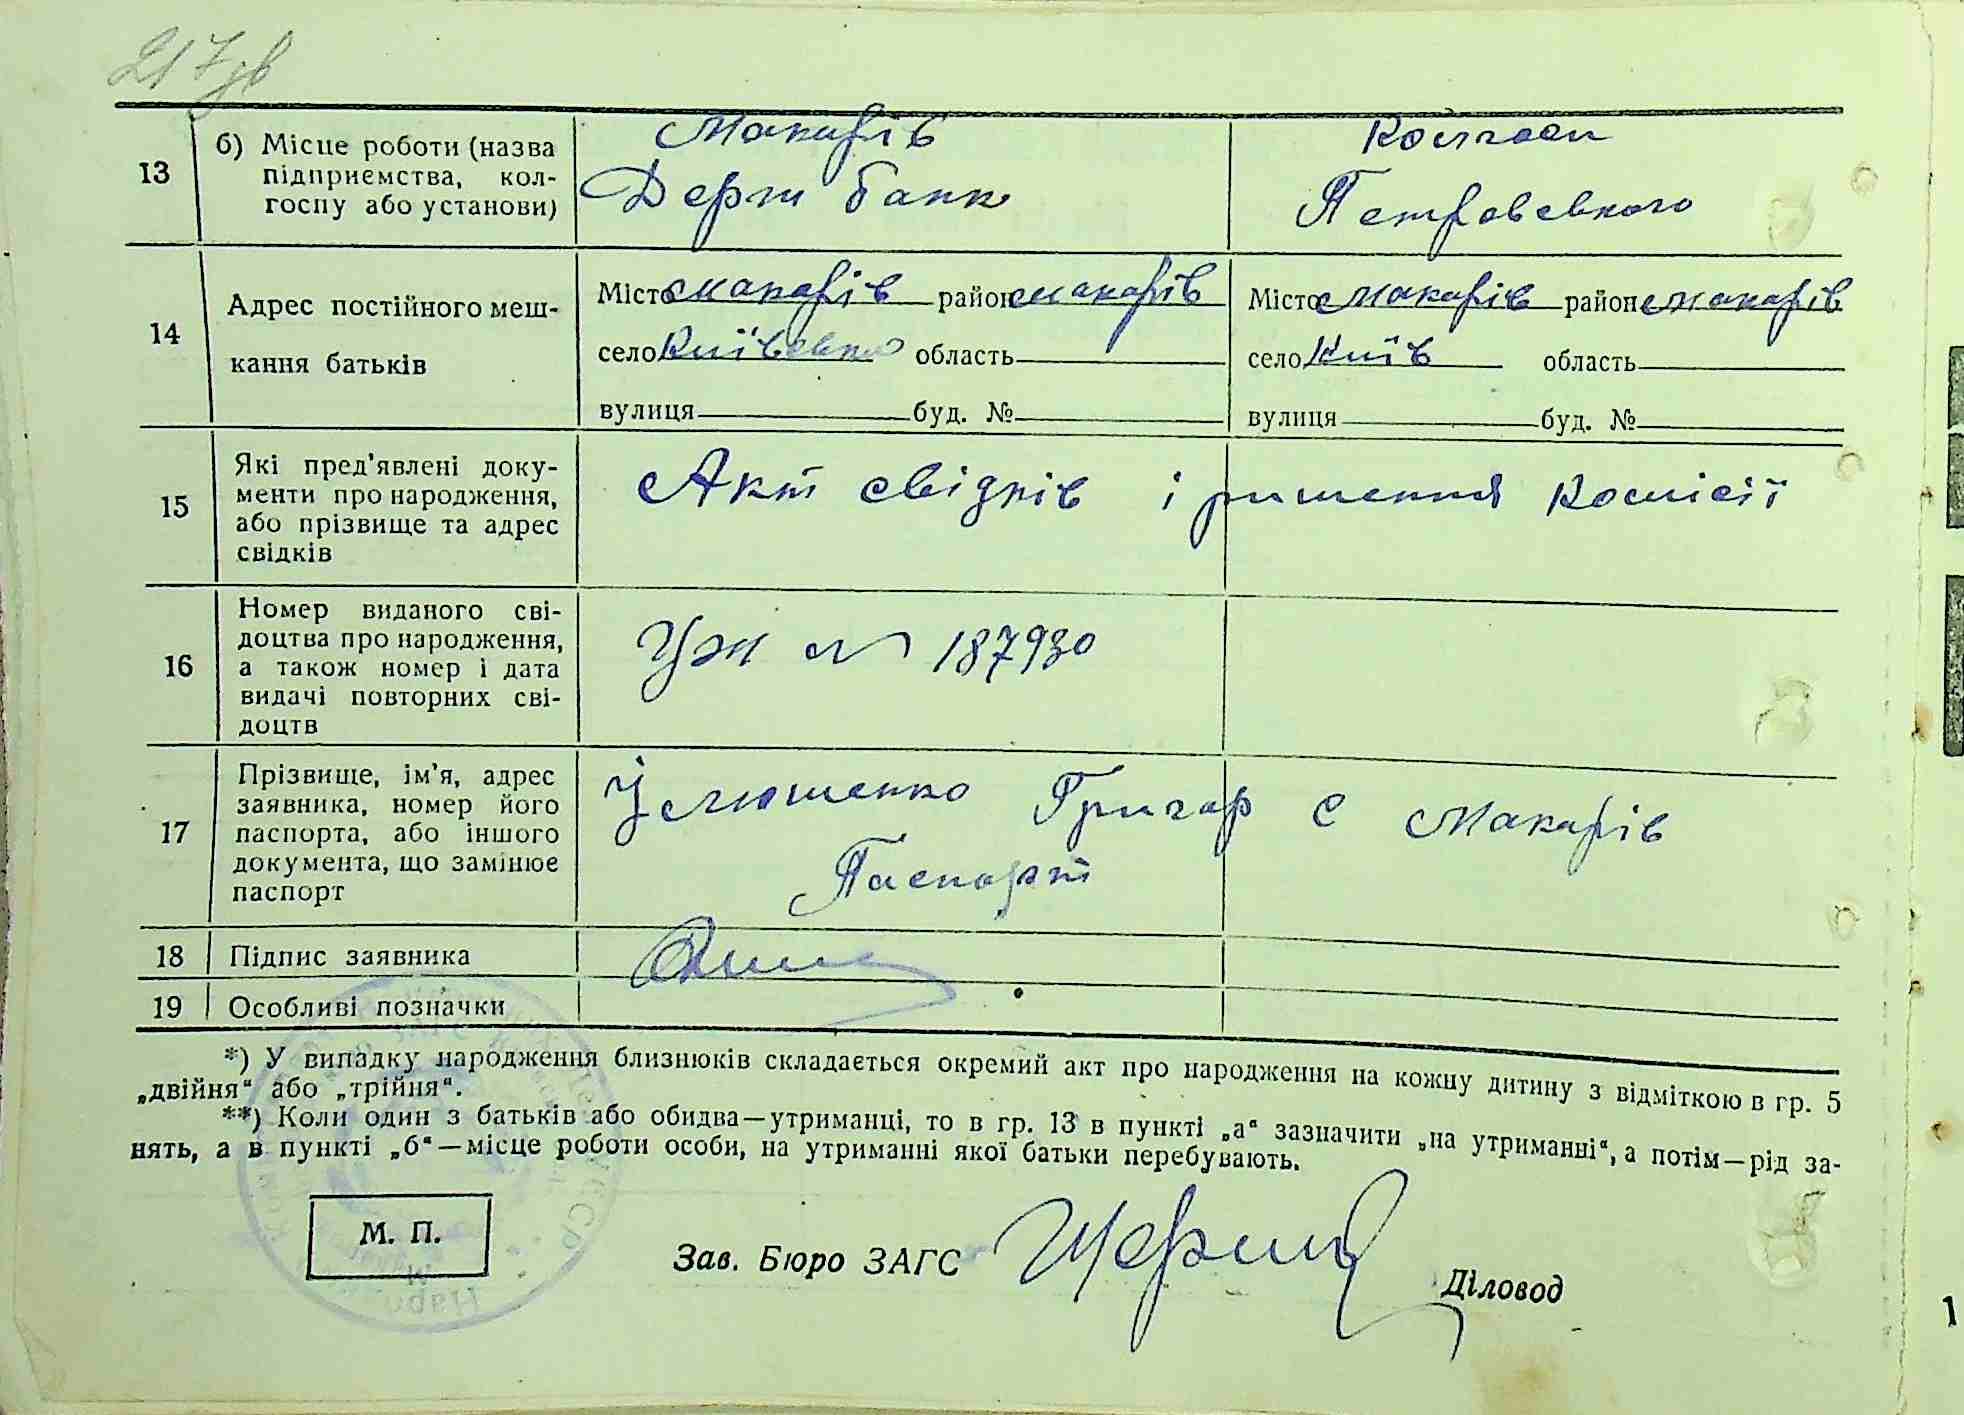 217зв
13
б) Місце роботи (назва
підприємства, кол-
госпу або установи)
Макарів
Держ банк
Колгосп
Петровського
14
Адрес постійного меш-
кання батьків
Місто Макарів район Макарів
село Київська область
вулиця буд. №
Місто Макарів район Макарів
село Київ область
вулиця буд. №
15
Які пред'явлені доку-
менти про народження,
або прізвище та адрес
свідків
Акт свідків і ришення комісії
16
Номер виданого сві-
доцтва про народження,
а також номер і дата
видачі повторних сві-
доцтв
УЖ № 187930
17
Прізвище, ім'я, адрес
заявника, номер його
паспорта, або іншого
документа, що замінює
паспорт
Григор с Макарів
Паспорт
18
Підпис заявника
19
Особливі позначки
*) У випадку народження близнюків складається окремий акт про народження на кожну дитину з відміткою в гр. 5
„двійня“ або „трійня“.
**) Коли один з батьків або обидва—утриманці, то в гр. 13 в пункті „а“ зазначити „на утриманні“, а потім—рід за-
нять, а в пункті „б“—місце роботи особи, на утриманні якої батьки перебувають.
М. П.
Зав. Бюро ЗАГС
Діловод
1